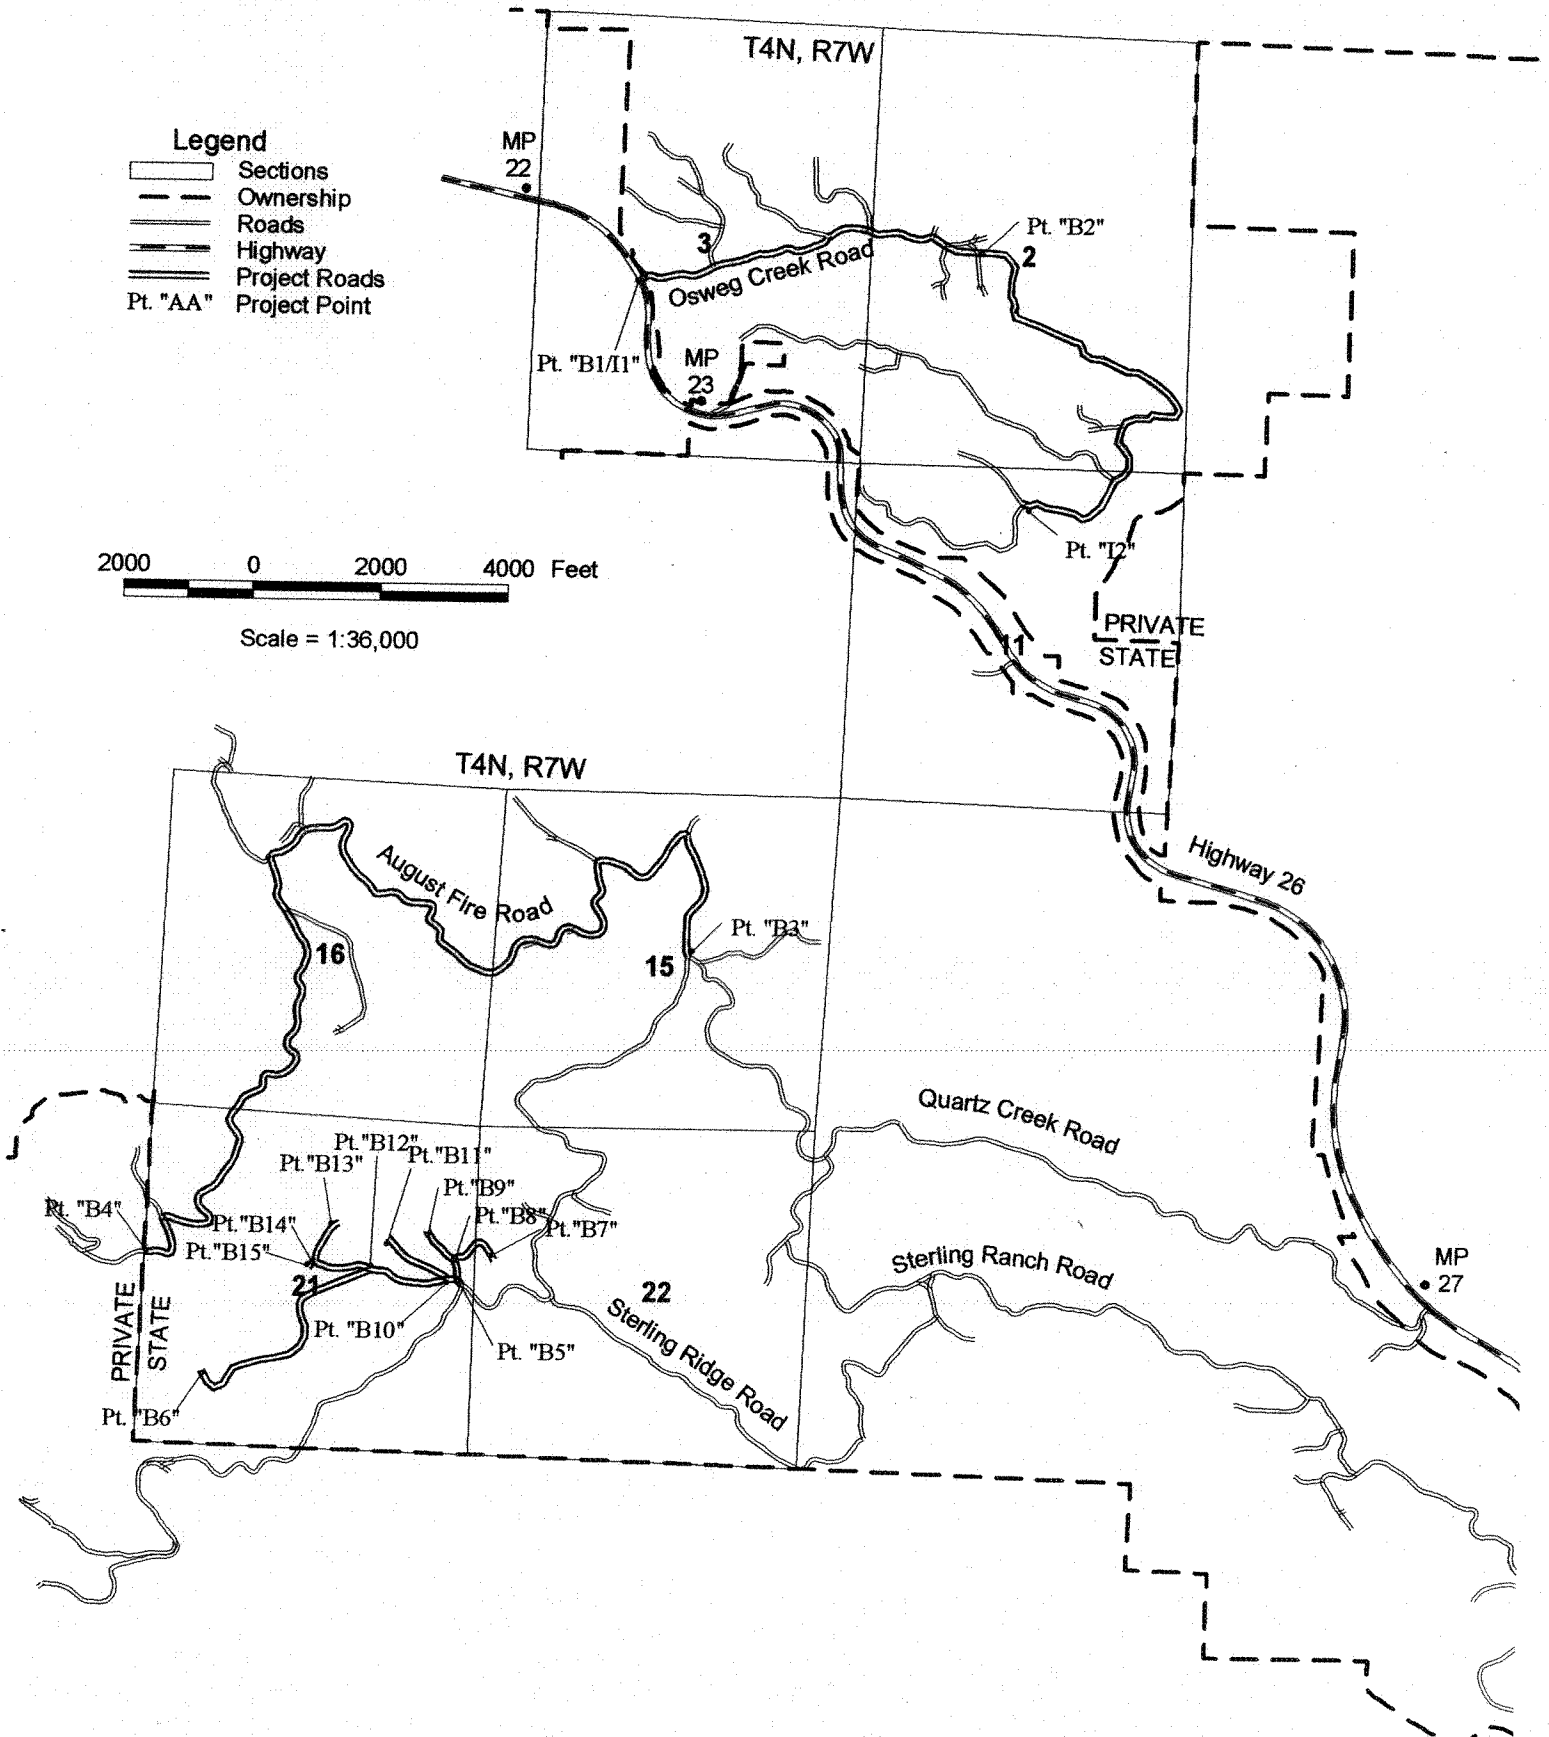 T4N, R7W
Legend
Sections
Ownership
Roads
Highway
Project Roads
Pt. "AA" Project Point
MP
22
3
Osweg Creek Road
Pt. "B2"
2
Pt. "B1/I1"
MP
23
Pt. "I2"
2000 0 2000 4000 Feet
Scale = 1:36,000
11
PRIVATE
STATE
T4N, R7W
Highway 26
August Fire Road
16
15
Pt. "B3"
Quartz Creek Road
Pt."B12"
Pt."B11"
Pt."B13"
Pt."B9"
Pt. "B4"
Pt."B14"
Pt."B8"
Pt."B7"
Pt."B15"
21
22
Sterling Ranch Road
1
MP
27
PRIVATE
STATE
Pt. "B10"
Pt. "B5"
Sterling Ridge Road
Pt. "B6"